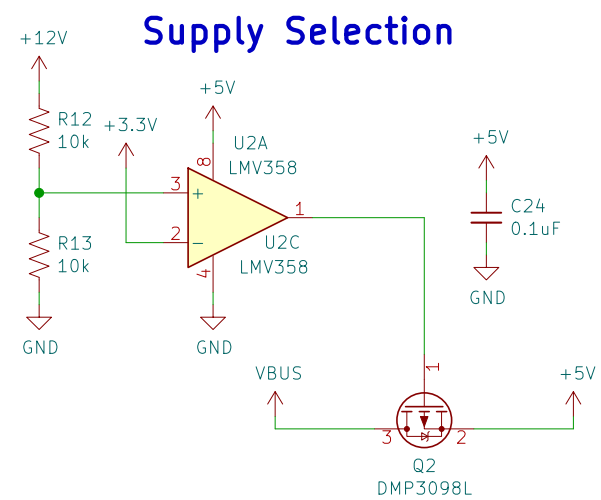 Supply Selection
+12V
+5V
R12
10k
+3.3V
U2A
LMV358
8
3
+
1
2
−
U2C
LMV358
4
R13
10k
GND
GND
+5V
C24
0.1uF
GND
1
VBUS
+5V
3
2
Q2
DMP3098L